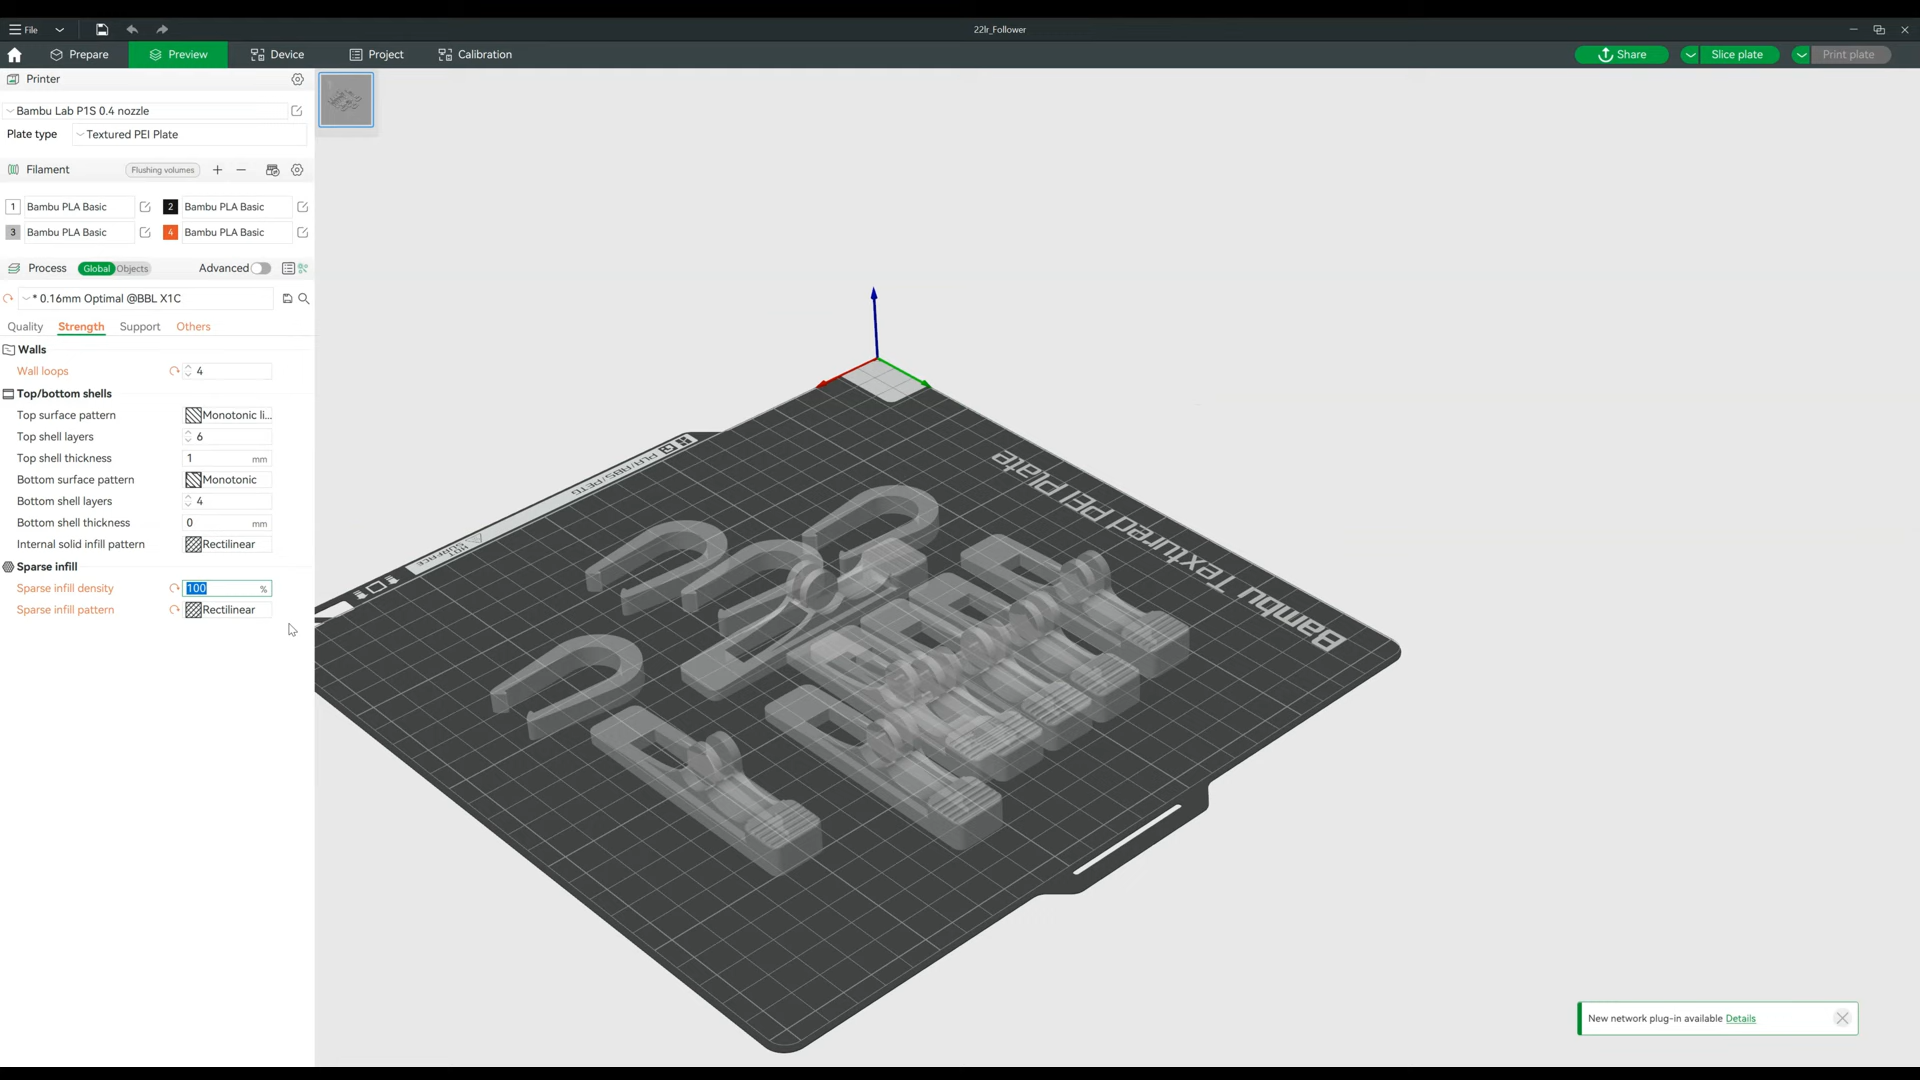 File
22lr_Follower
Prepare
Preview
Device
Project
Calibration
Share
Slice plate
Print plate
Printer
Bambu Lab P1S 0.4 nozzle
Plate type
Textured PEI Plate
Filament
Flushing volumes
1 Bambu PLA Basic
2 Bambu PLA Basic
3 Bambu PLA Basic
4 Bambu PLA Basic
Process
Global Objects
Advanced
* 0.16mm Optimal @BBL X1C
Quality
Strength
Support
Others
Walls
Wall loops 4
Top/bottom shells
Top surface pattern Monotonic li...
Top shell layers 6
Top shell thickness 1 mm
Bottom surface pattern Monotonic
Bottom shell layers 4
Bottom shell thickness 0 mm
Internal solid infill pattern Rectilinear
Sparse infill
Sparse infill density 100 %
Sparse infill pattern Rectilinear
PLA/ABS/PETG
HOT SURFACE
Bambu Textured PEI Plate
New network plug-in available Details